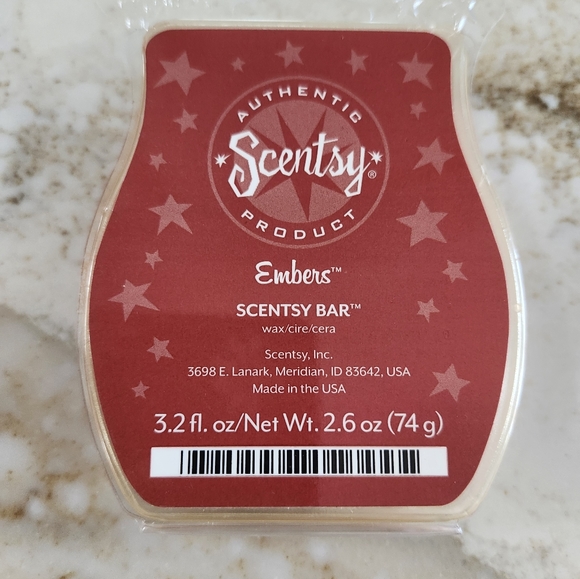 AUTHENTIC
Scentsy®
PRODUCT
Embers™
SCENTSY BAR™
wax/cire/cera
Scentsy, Inc.
3698 E. Lanark, Meridian, ID 83642, USA
Made in the USA
3.2 fl. oz/Net Wt. 2.6 oz (74 g)